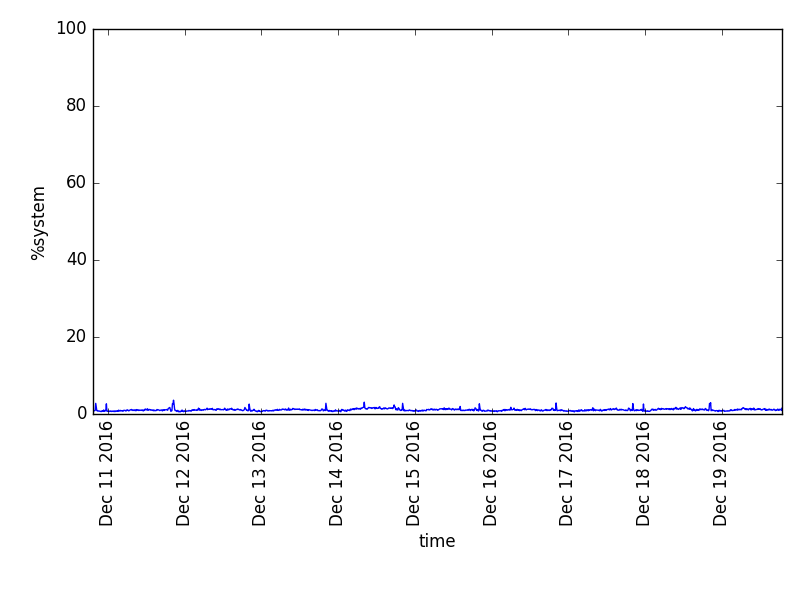 100
80
60
40
20
0
%system
Dec 11 2016
Dec 12 2016
Dec 13 2016
Dec 14 2016
Dec 15 2016
Dec 16 2016
Dec 17 2016
Dec 18 2016
Dec 19 2016
time